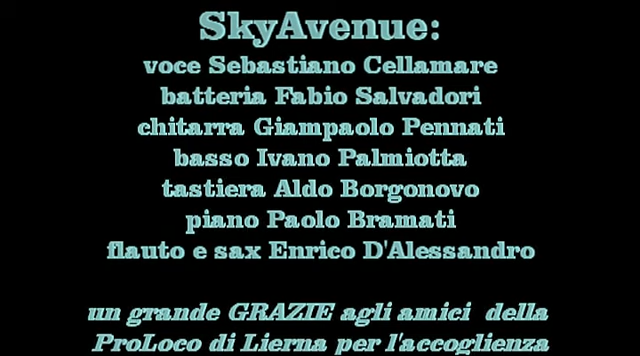 SkyAvenue:
voce Sebastiano Cellamare
batteria Fabio Salvadori
chitarra Giampaolo Pennati
basso Ivano Palmiotta
tastiera Aldo Borgonovo
piano Paolo Bramati
flauto e sax Enrico D'Alessandro
un grande GRAZIE agli amici  della
ProLoco di Lierna per l'accoglienza